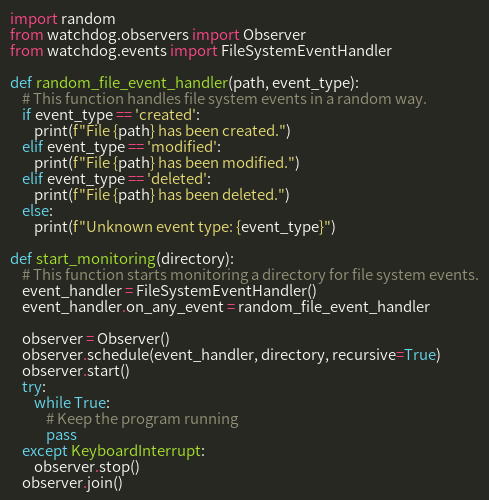 import random
from watchdog.observers import Observer
from watchdog.events import FileSystemEventHandler

def random_file_event_handler(path, event_type):
    # This function handles file system events in a random way.
    if event_type == 'created':
        print(f"File {path} has been created.")
    elif event_type == 'modified':
        print(f"File {path} has been modified.")
    elif event_type == 'deleted':
        print(f"File {path} has been deleted.")
    else:
        print(f"Unknown event type: {event_type}")

def start_monitoring(directory):
    # This function starts monitoring a directory for file system events.
    event_handler = FileSystemEventHandler()
    event_handler.on_any_event = random_file_event_handler

    observer = Observer()
    observer.schedule(event_handler, directory, recursive=True)
    observer.start()
    try:
        while True:
            # Keep the program running
            pass
    except KeyboardInterrupt:
        observer.stop()
    observer.join()